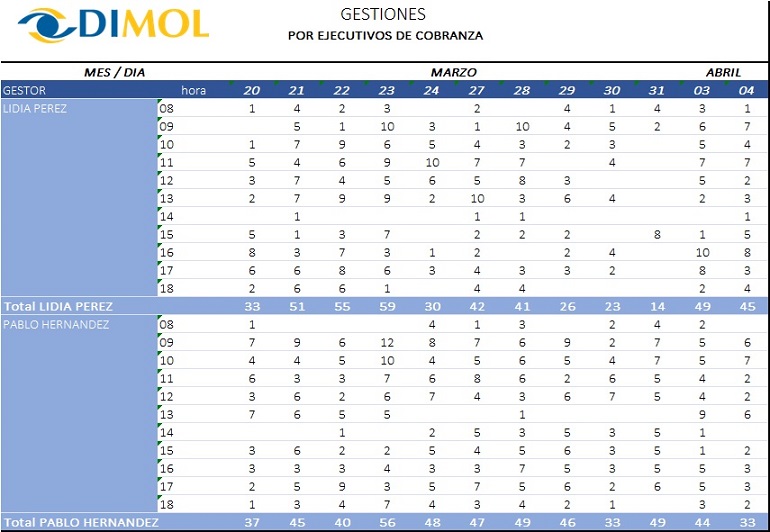 DIMOL
GESTIONES
POR EJECUTIVOS DE COBRANZA
MES / DIA MARZO ABRIL
GESTOR hora 20 21 22 23 24 27 28 29 30 31 03 04
LIDIA PEREZ 08 1 4 2 3 2 4 1 4 3 1
09 5 1 10 3 1 10 4 5 2 6 7
10 1 7 9 6 5 4 3 2 3 5 4
11 5 4 6 9 10 7 7 4 7 7
12 3 7 4 5 6 5 8 3 5 2
13 2 7 9 9 2 10 3 6 4 2 3
14 1 1 1 1
15 5 1 3 7 2 2 2 8 1 5
16 8 3 7 3 1 2 2 4 10 8
17 6 6 8 6 3 4 3 3 2 8 3
18 2 6 6 1 4 4 2 4
Total LIDIA PEREZ 33 51 55 59 30 42 41 26 23 14 49 45
PABLO HERNANDEZ 08 1 4 1 3 2 4 2
09 7 9 6 12 8 7 6 9 2 7 5 6
10 4 4 5 10 4 5 6 5 4 7 5 7
11 6 3 3 7 6 8 6 2 6 5 4 2
12 3 6 2 6 7 4 3 6 7 5 4 2
13 7 6 5 5 1 9 6
14 1 2 5 3 5 3 5 1
15 3 6 2 2 5 4 5 6 3 5 1 2
16 3 3 3 4 3 3 7 5 3 5 5 3
17 2 5 9 3 5 7 5 6 2 6 5 3
18 1 3 4 7 4 3 4 2 1 3 2
Total PABLO HERNANDEZ 37 45 40 56 48 47 49 46 33 49 44 33